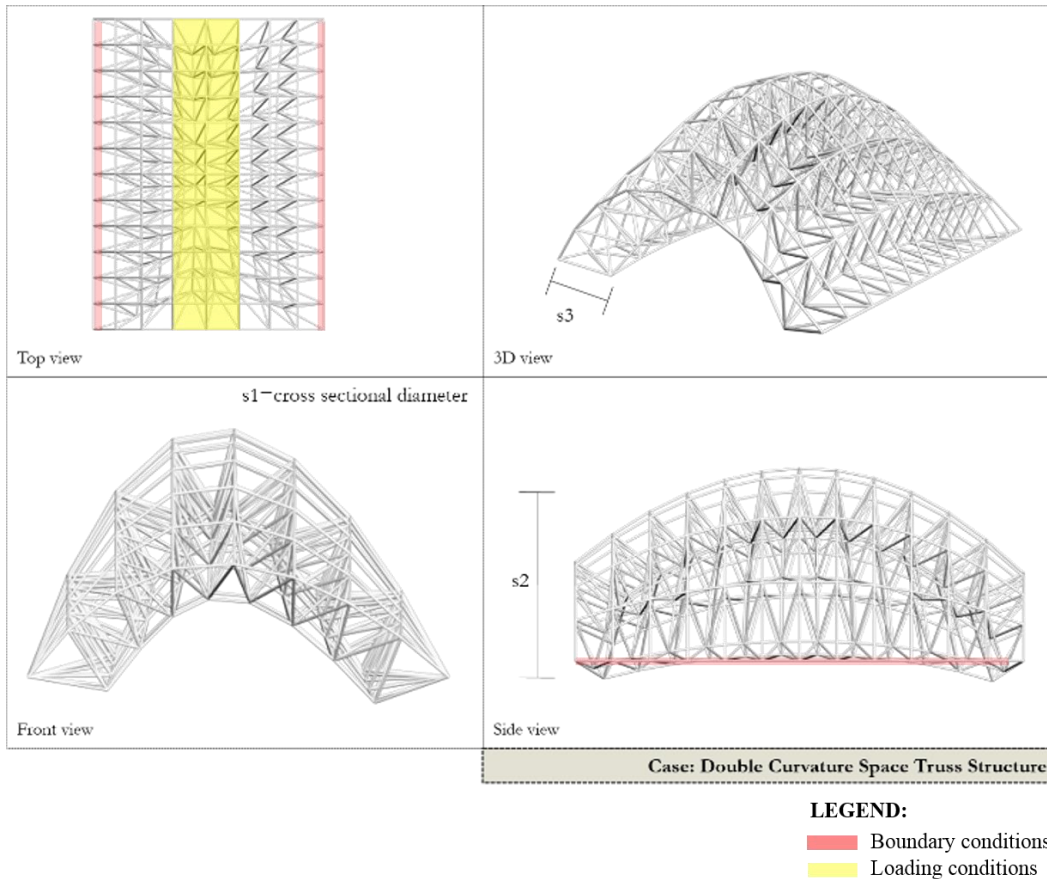 Top view
s3
3D view
s1=cross sectional diameter
Front view
s2
Side view
Case: Double Curvature Space Truss Structure
LEGEND:
Boundary conditions
Loading conditions